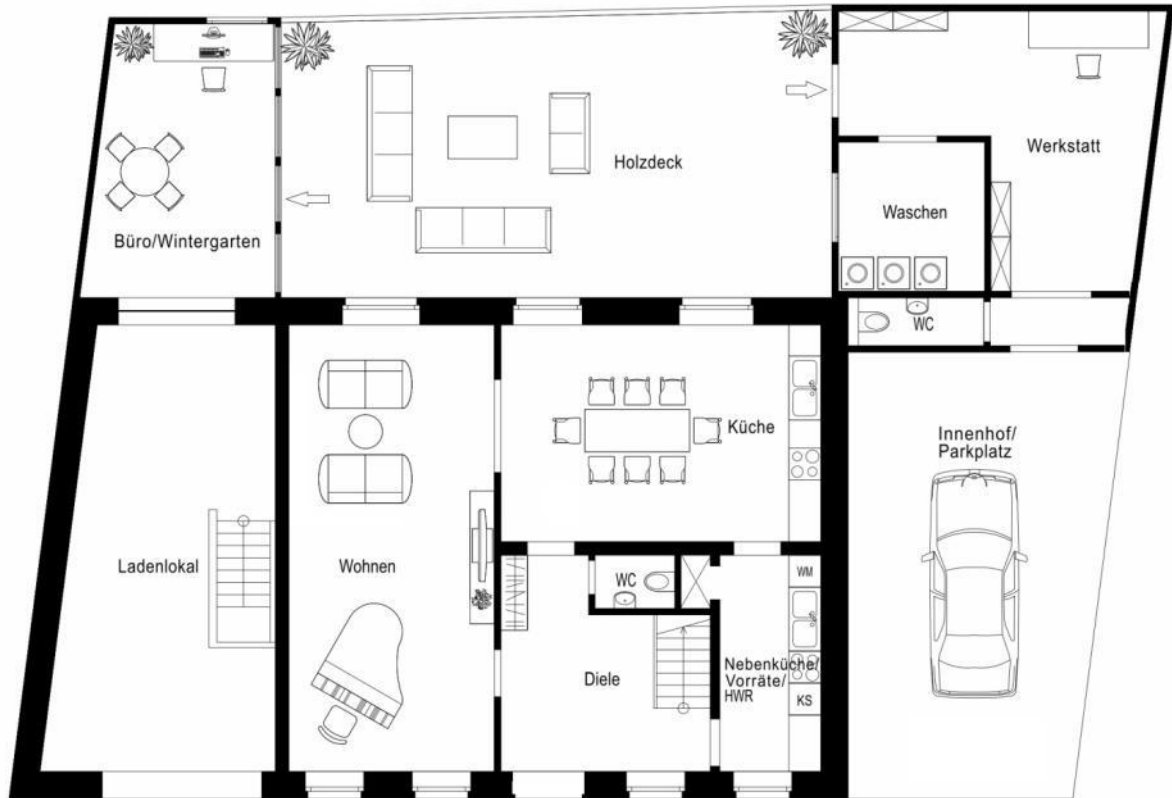 Holzdeck
Werkstatt
Waschen
Büro/Wintergarten
WC
Küche
Innenhof/
Parkplatz
Ladenlokal
Wohnen
WC
WM
Diele
Nebenküche/
Vorräte/
HWR
KS